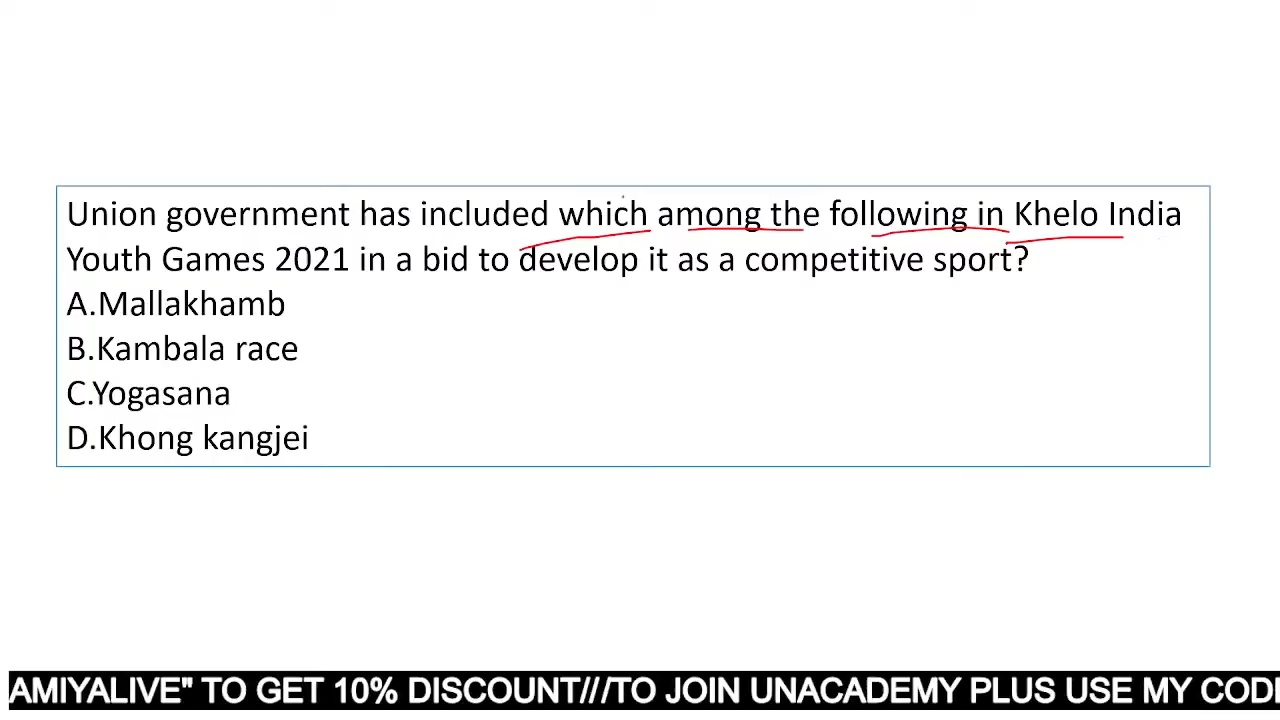 Union government has included which among the following in Khelo India
Youth Games 2021 in a bid to develop it as a competitive sport?
A.Mallakhamb
B.Kambala race
C.Yogasana
D.Khong kangjei
AMIYALIVE" TO GET 10% DISCOUNT///TO JOIN UNACADEMY PLUS USE MY CODE